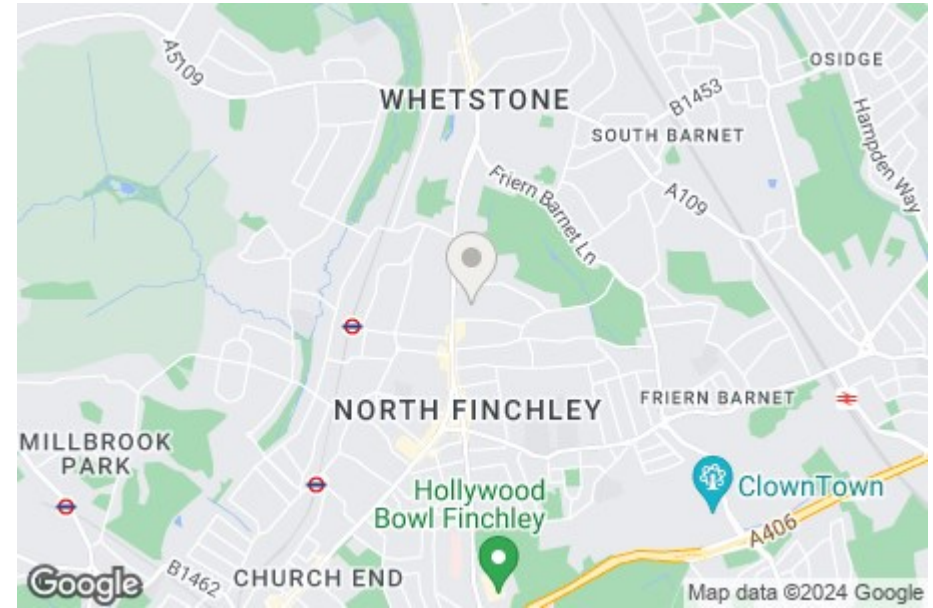 A5109
OSIDGE
WHETSTONE
B1453
SOUTH BARNET
Hampden Way
Friern Barnet Ln
A109
NORTH FINCHLEY
FRIERN BARNET
MILLBROOK
PARK
ClownTown
Hollywood
Bowl Finchley
A406
B1462
CHURCH END
Google
Map data ©2024 Google